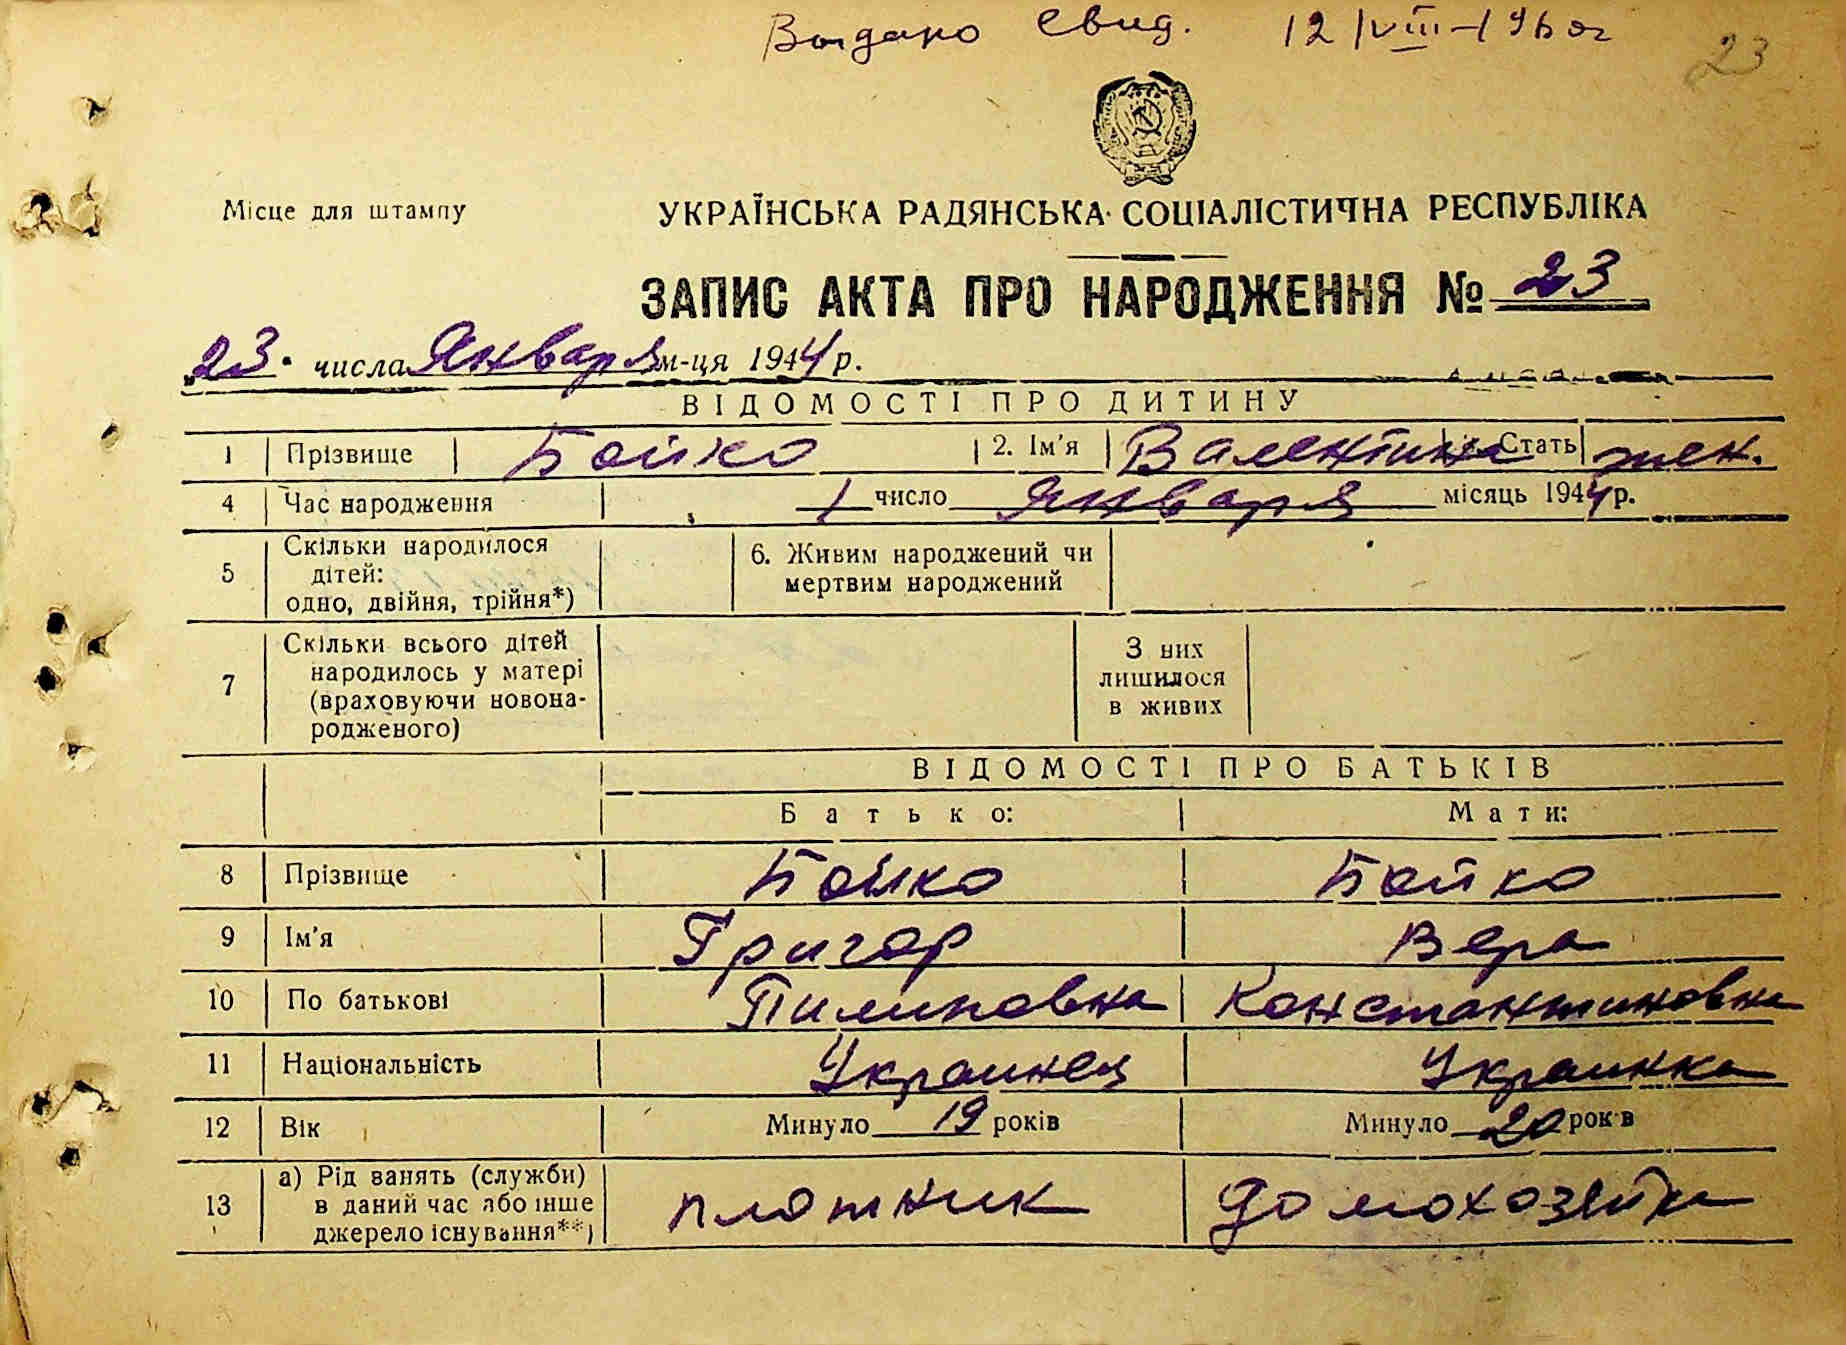 Выдано свид. 12/VIII-1960г
23
Місце для штампу
УКРАЇНСЬКА РАДЯНСЬКА СОЦІАЛІСТИЧНА РЕСПУБЛІКА
ЗАПИС АКТА ПРО НАРОДЖЕННЯ № 23
„23" числа Января м-ця 1944 р.
ВІДОМОСТІ ПРО ДИТИНУ
1 Прізвище Бойко 2. Ім'я Валентина Стать жен.
4 Час народження 1 число Января місяць 1944 р.
5 Скільки народилося
дітей:
одно, двійня, трійня*)
6. Живим народжений чи
мертвим народжений
7 Скільки всього дітей
народилось у матері
(враховуючи новона-
родженого)
З них
лишилося
в живих
ВІДОМОСТІ ПРО БАТЬКІВ
Батько: Мати:
8 Прізвище Бойко Бойко
9 Ім'я Григор Вера
10 По батькові Пилиповна Константиновна
11 Національність Украинец Украинка
12 Вік Минуло 19 років Минуло 20 рок в
13 а) Рід занять (служби)
в даний час або інше
джерело існування**)
плотник домохозяйка